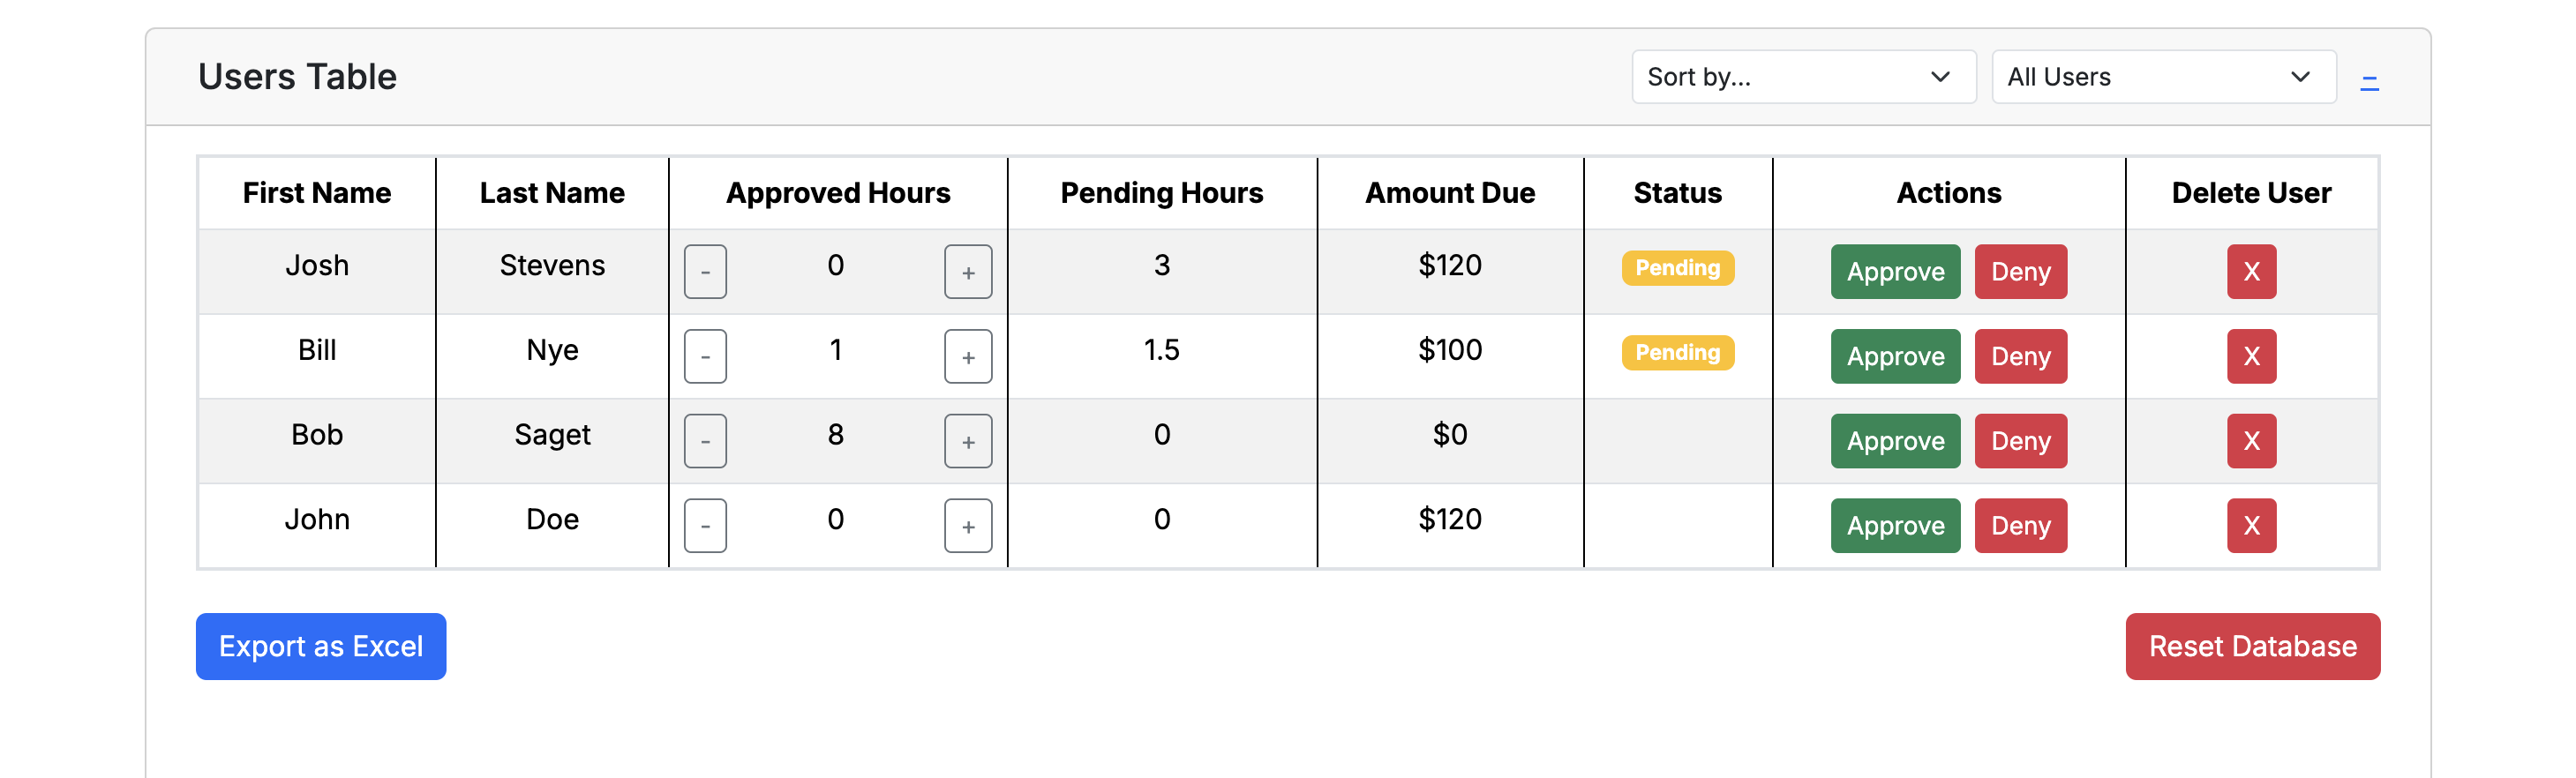 Users Table Sort by... All Users –
First Name Last Name Approved Hours Pending Hours Amount Due Status Actions Delete User
Josh Stevens - 0 + 3 $120 Pending Approve Deny X
Bill Nye - 1 + 1.5 $100 Pending Approve Deny X
Bob Saget - 8 + 0 $0 Approve Deny X
John Doe - 0 + 0 $120 Approve Deny X
Export as Excel Reset Database